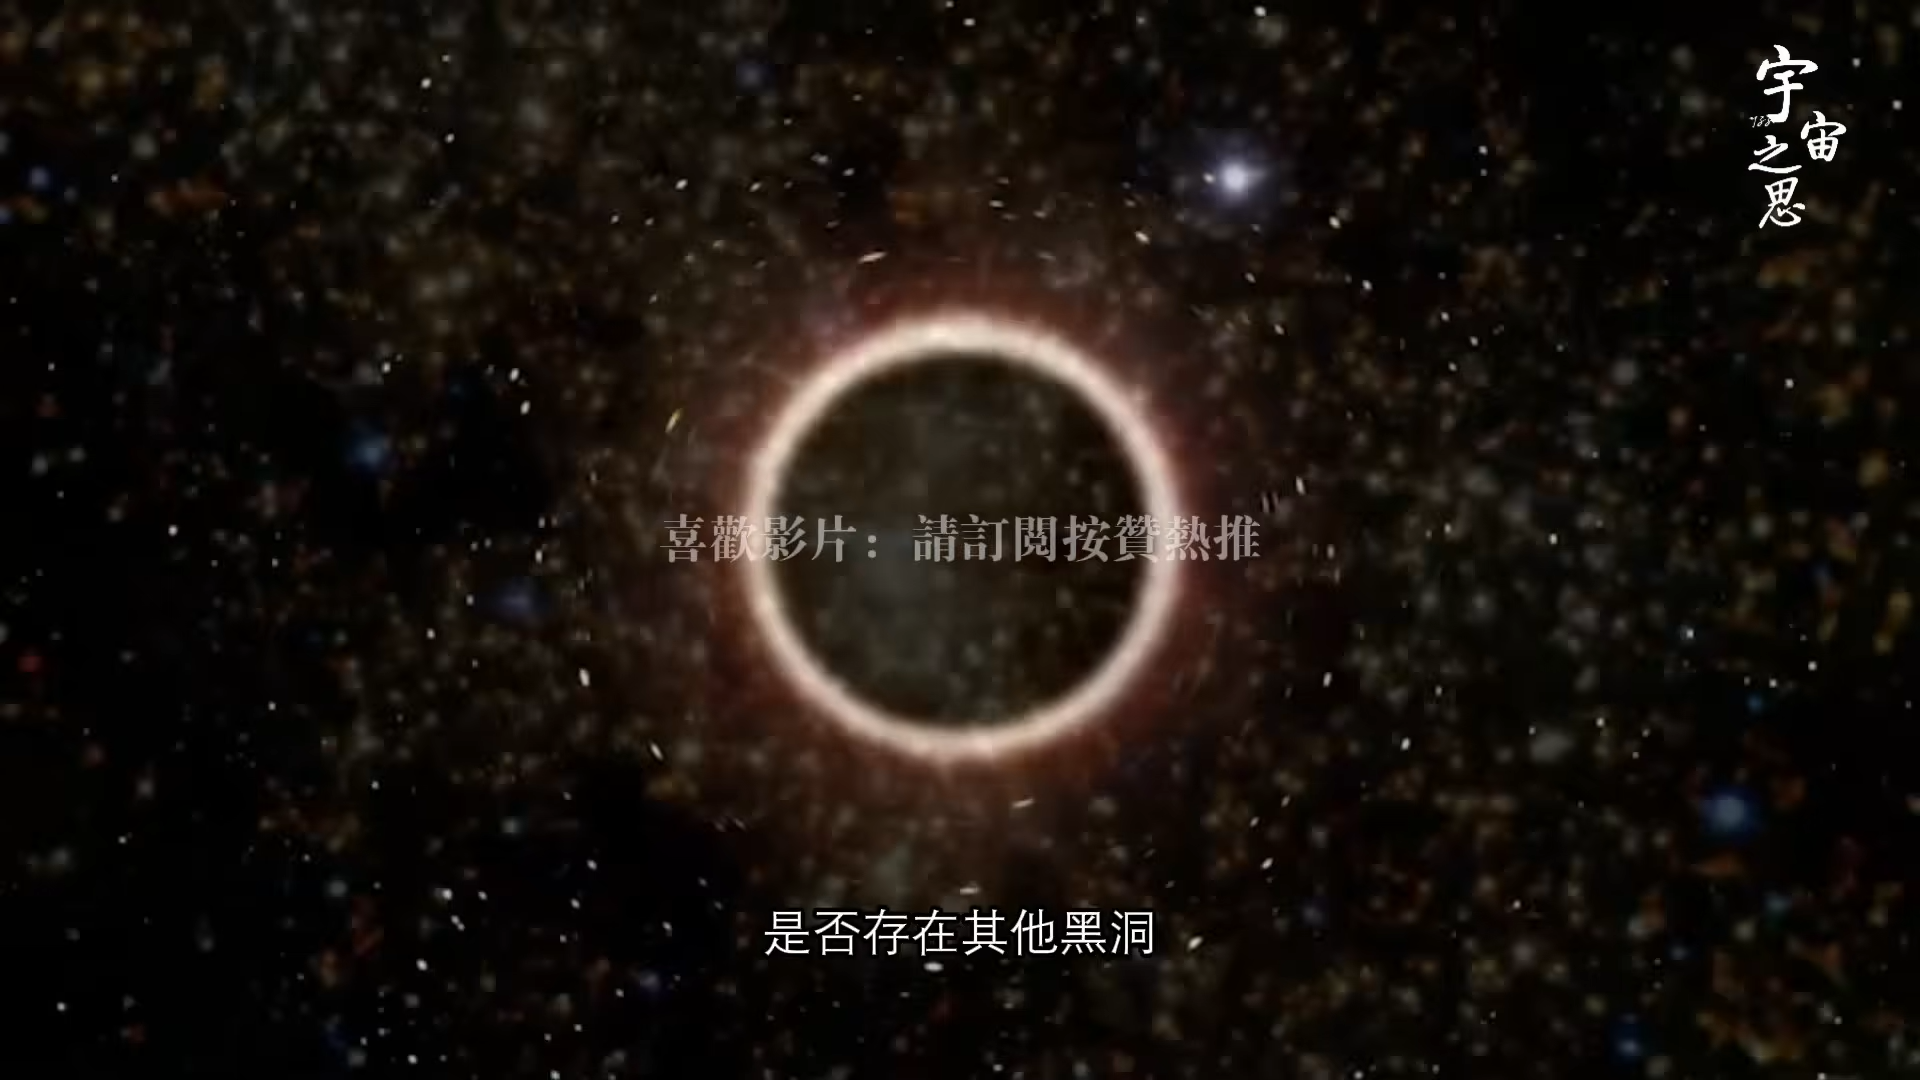 宇宙之思
喜歡影片：請訂閱按贊熱推
是否存在其他黑洞